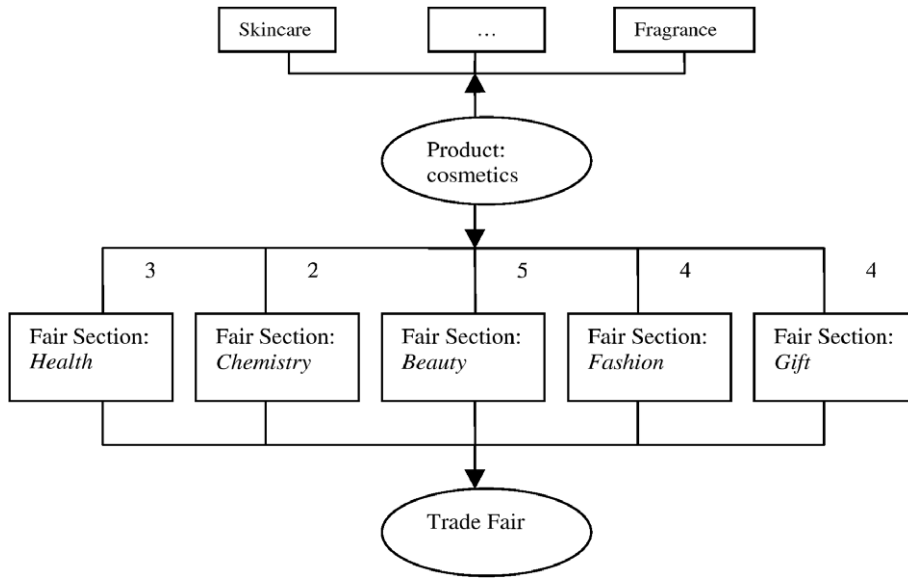 Skincare
…
Fragrance
Product:
cosmetics
3
2
5
4
4
Fair Section:
Health
Fair Section:
Chemistry
Fair Section:
Beauty
Fair Section:
Fashion
Fair Section:
Gift
Trade Fair